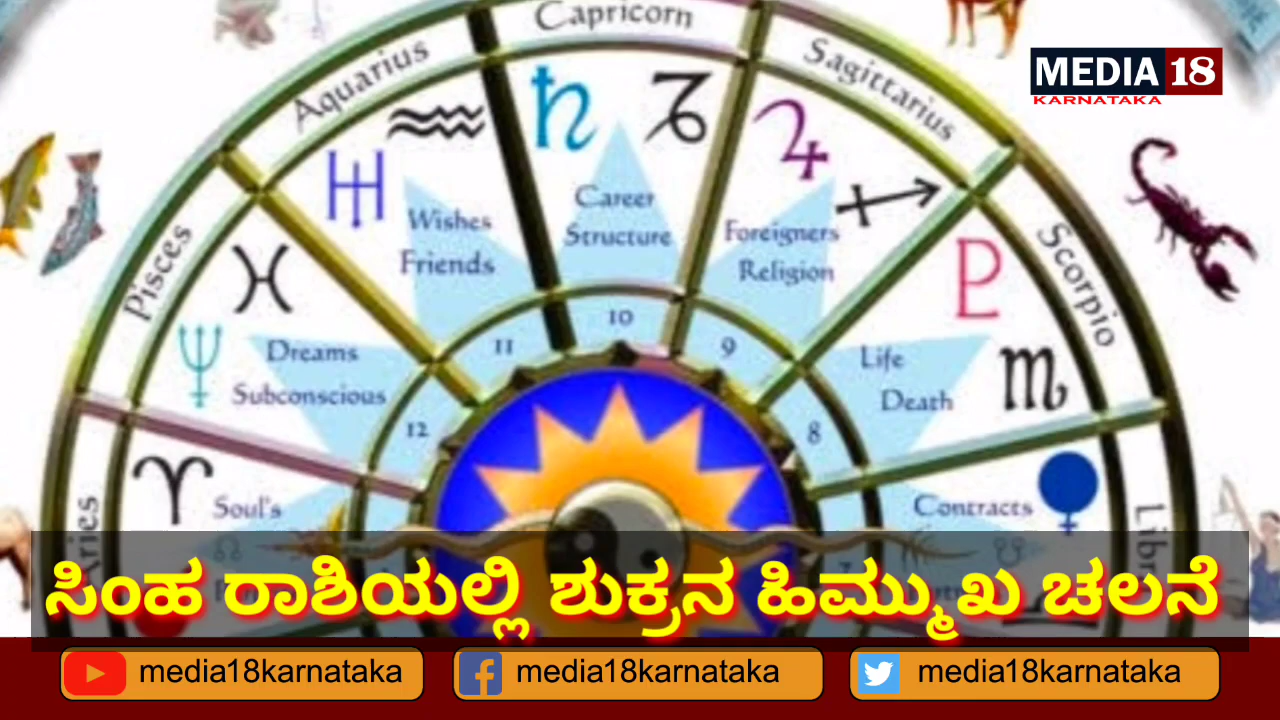 Capricorn
Aquarius
Sagittarius
MEDIA 18
KARNATAKA
Career
Structure
Wishes
Friends
Foreigners
Religion
Pisces
Scorpio
10
11
9
Dreams
Subconscious
Life
Death
12
8
Soul's
Contracts
Aries
ಸಿಂಹ ರಾಶಿಯಲ್ಲಿ ಶುಕ್ರನ ಹಿಮ್ಮುಖ ಚಲನೆ
media18karnataka
media18karnataka
media18karnataka